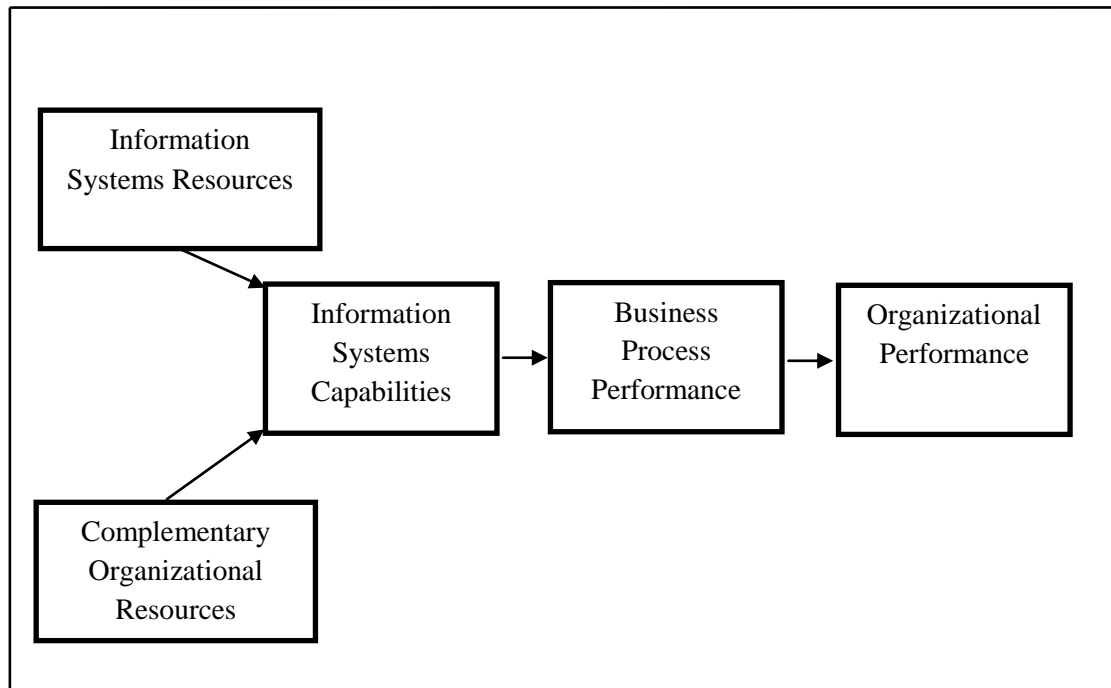 Information
Systems Resources
Information
Systems
Capabilities
Business
Process
Performance
Organizational
Performance
Complementary
Organizational
Resources